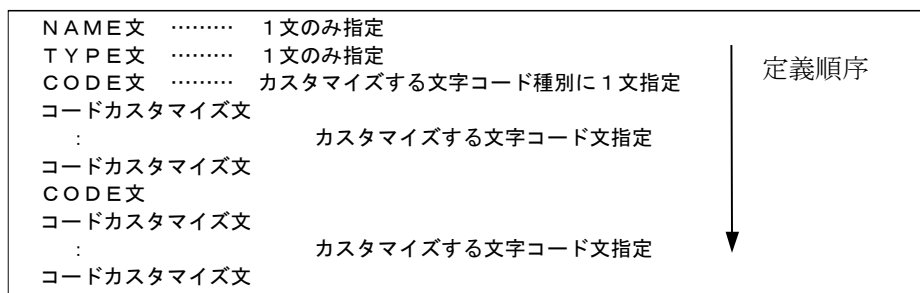 ＮＡＭＥ文　………　１文のみ指定
ＴＹＰＥ文　………　１文のみ指定
ＣＯＤＥ文　………　カスタマイズする文字コード種別に１文指定
定義順序
コードカスタマイズ文
：　カスタマイズする文字コード文指定
コードカスタマイズ文
ＣＯＤＥ文
コードカスタマイズ文
：　カスタマイズする文字コード文指定
コードカスタマイズ文